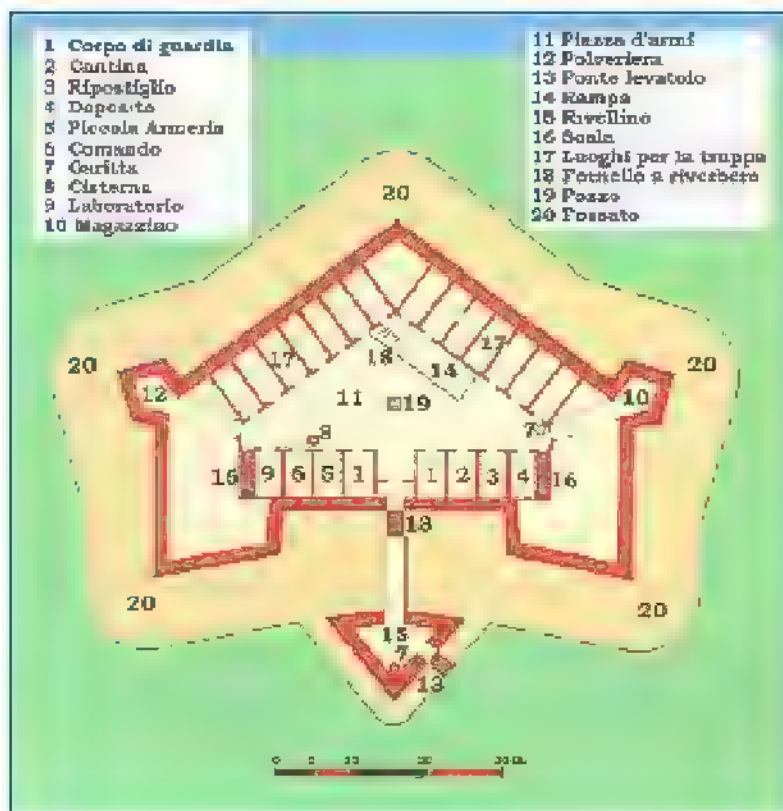 1 Corpo di guardia
2 Cantina
3 Ripostiglio
4 Deposito
5 Piccola Armeria
6 Comando
7 Garitta
8 Cisterna
9 Laboratorio
10 Magazzino
11 Piazza d'armi
12 Polveriera
13 Ponte levatoio
14 Rampa
15 Rivellino
16 Scala
17 Luoghi per la truppa
18 Fornello a riverbero
19 Pozzo
20 Fossato
20
17
18
17
14
20
12
11
19
10
20
8
7
16
9
6
5
1
1
2
3
4
16
13
20
20
15
7
13
0